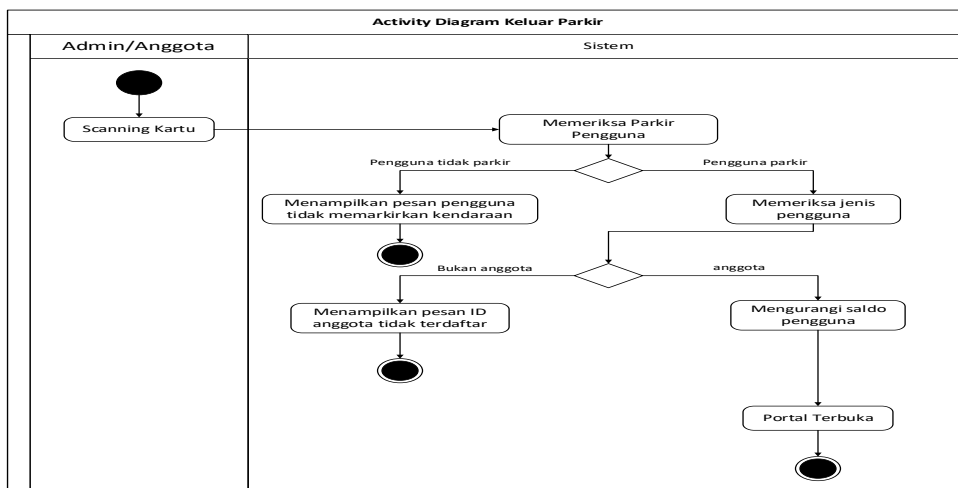 Activity Diagram Keluar Parkir
Admin/Anggota
Sistem
Scanning Kartu
Memeriksa Parkir
Pengguna
Pengguna tidak parkir
Pengguna parkir
Menampilkan pesan pengguna
tidak memarkirkan kendaraan
Memeriksa jenis
pengguna
Bukan anggota
anggota
Menampilkan pesan ID
anggota tidak terdaftar
Mengurangi saldo
pengguna
Portal Terbuka